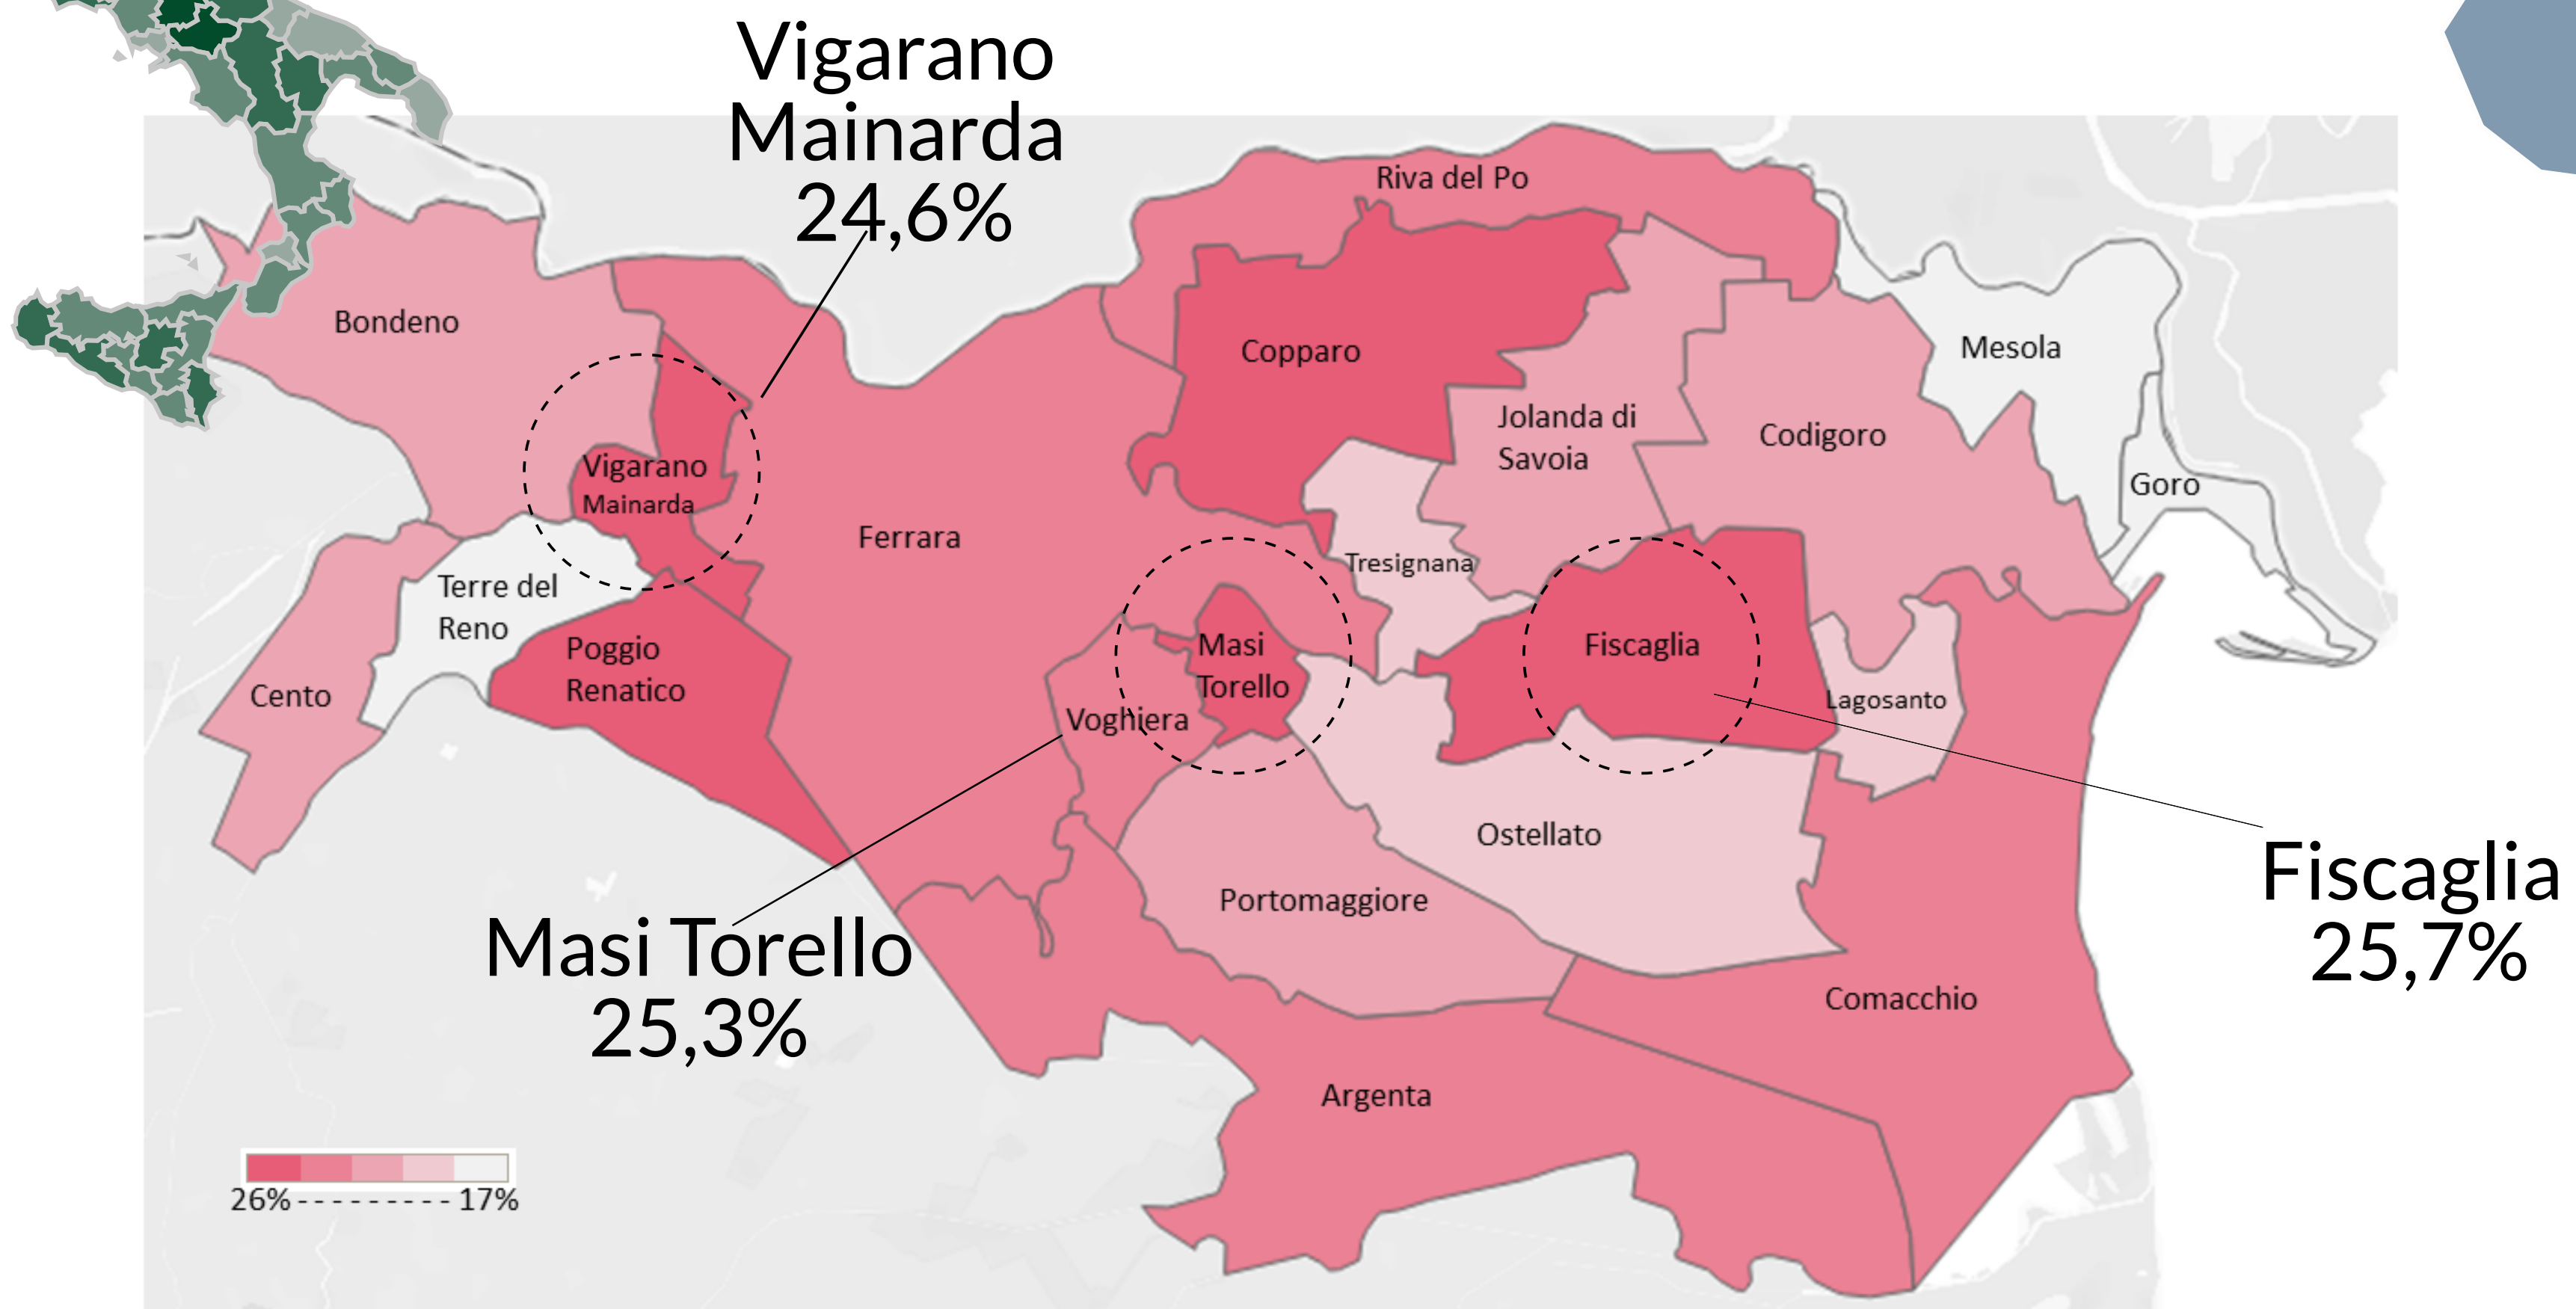 Vigarano
Mainarda
24,6%
Riva del Po
Bondeno
Copparo
Mesola
Jolanda di
Savoia
Codigoro
Vigarano
Mainarda
Goro
Ferrara
Tresignana
Terre del
Reno
Poggio
Renatico
Masi
Torello
Fiscaglia
Cento
Voghiera
Lagosanto
Ostellato
Portomaggiore
Fiscaglia
25,7%
Masi Torello
25,3%
Comacchio
Argenta
26%---------17%